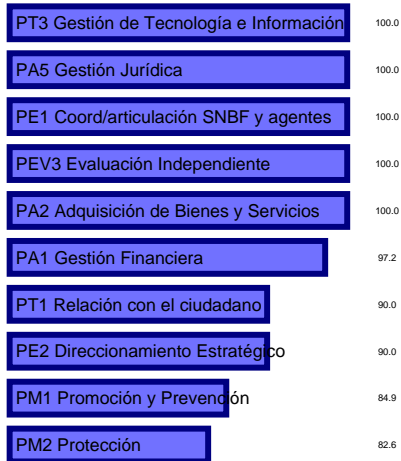 PT3 Gestión de Tecnología e Información 100.0
PA5 Gestión Jurídica 100.0
PE1 Coord/articulación SNBF y agentes 100.0
PEV3 Evaluación Independiente 100.0
PA2 Adquisición de Bienes y Servicios 100.0
PA1 Gestión Financiera 97.2
PT1 Relación con el ciudadano 90.0
PE2 Direccionamiento Estratégico 90.0
PM1 Promoción y Prevención 84.9
PM2 Protección 82.6